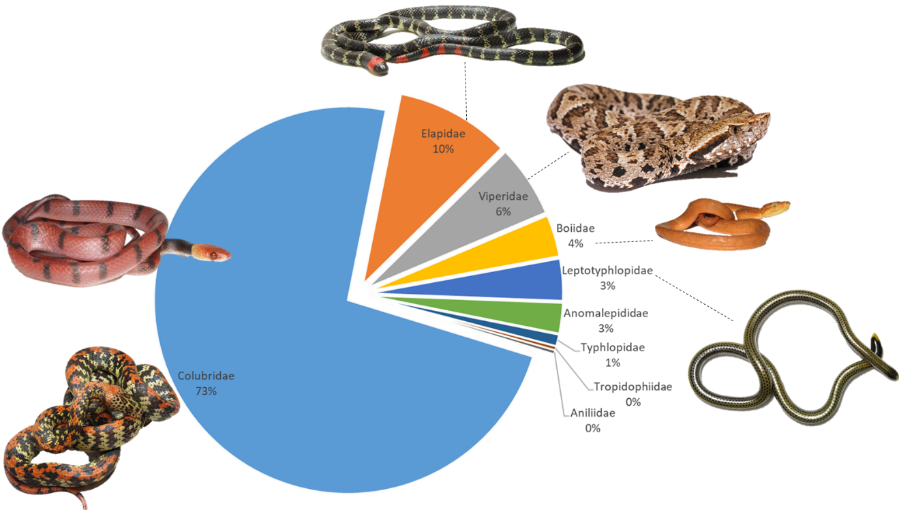 Elapidae
10%
Viperidae
6%
Boiidae
4%
Leptotyphlopidae
3%
Anomalepididae
3%
Typhlopidae
1%
Tropidophiidae
0%
Aniliidae
0%
Colubridae
73%